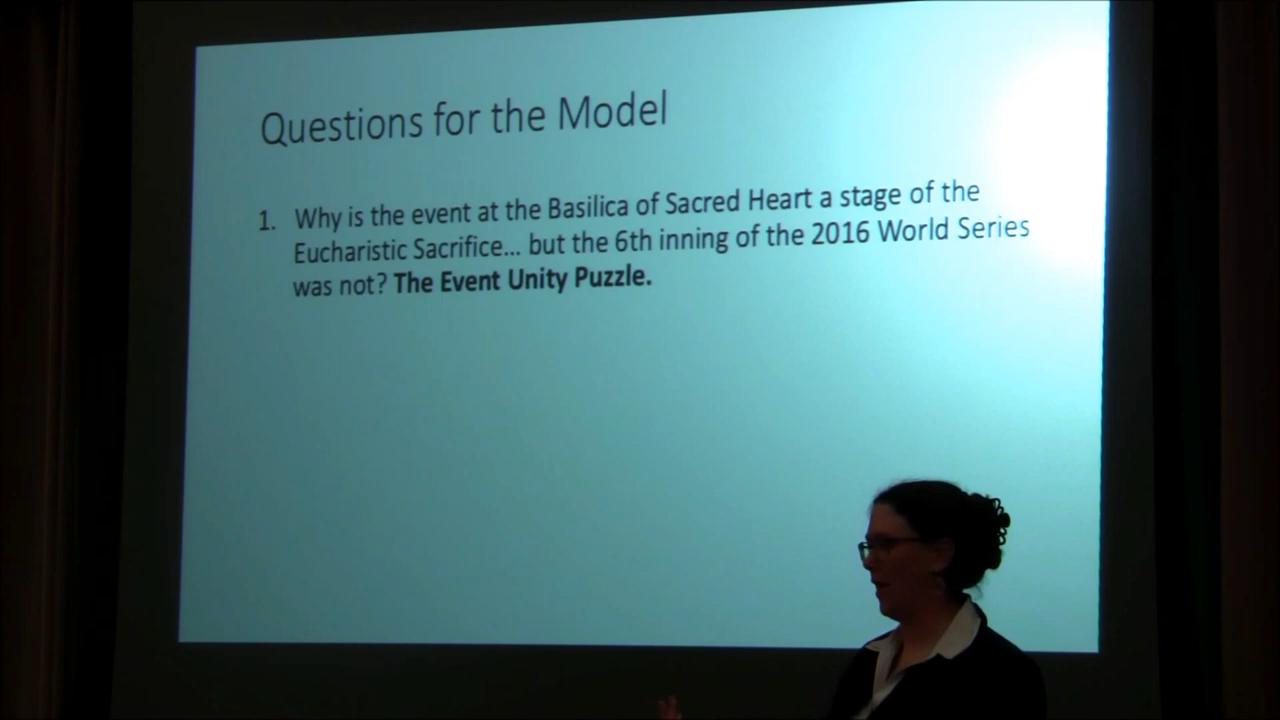 Questions for the Model
1. Why is the event at the Basilica of Sacred Heart a stage of the
Eucharistic Sacrifice... but the 6th inning of the 2016 World Series
was not? The Event Unity Puzzle.